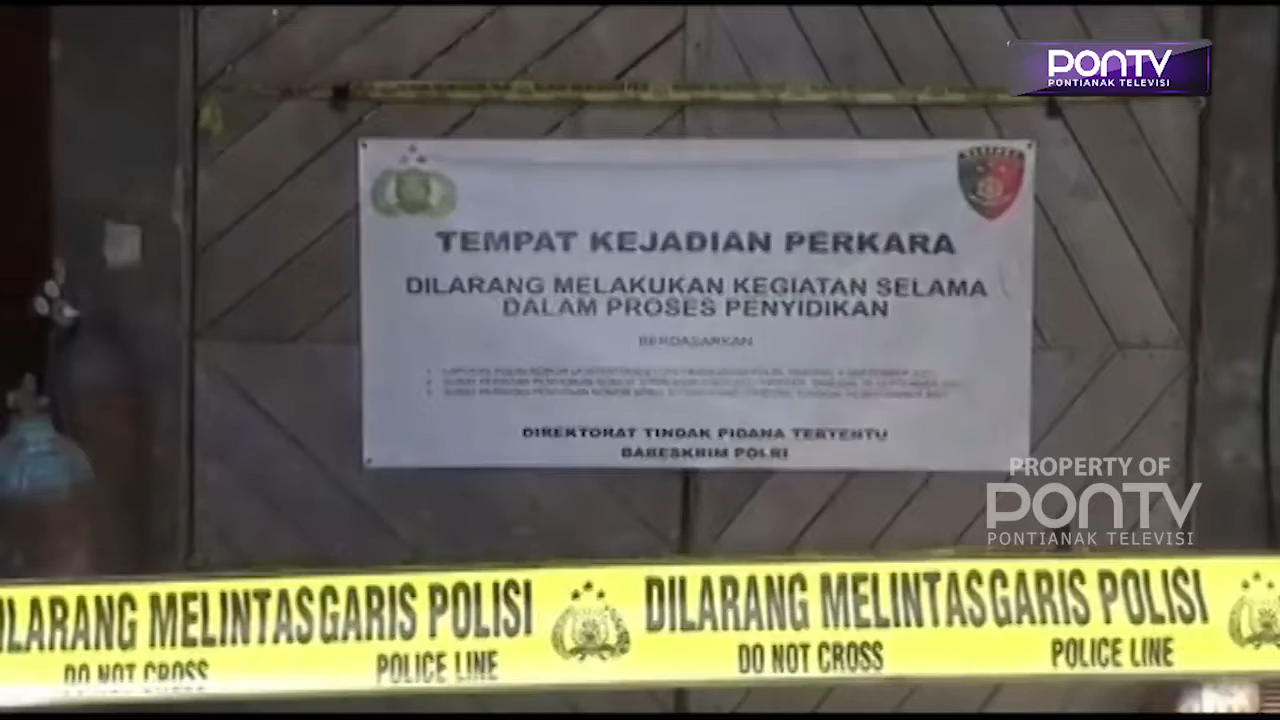 PONTV
PONTIANAK TELEVISI
TEMPAT KEJADIAN PERKARA
DILARANG MELAKUKAN KEGIATAN SELAMA
DALAM PROSES PENYIDIKAN
BERDASARKAN
DIREKTORAT TINDAK PIDANA TERTENTU
BARESKRIM POLRI
PROPERTY OF
PONTV
PONTIANAK TELEVISI
ILARANG MELINTAS GARIS POLISI DILARANG MELINTAS GARIS POLISI
DO NOT CROSS POLICE LINE DO NOT CROSS POLICE LINE